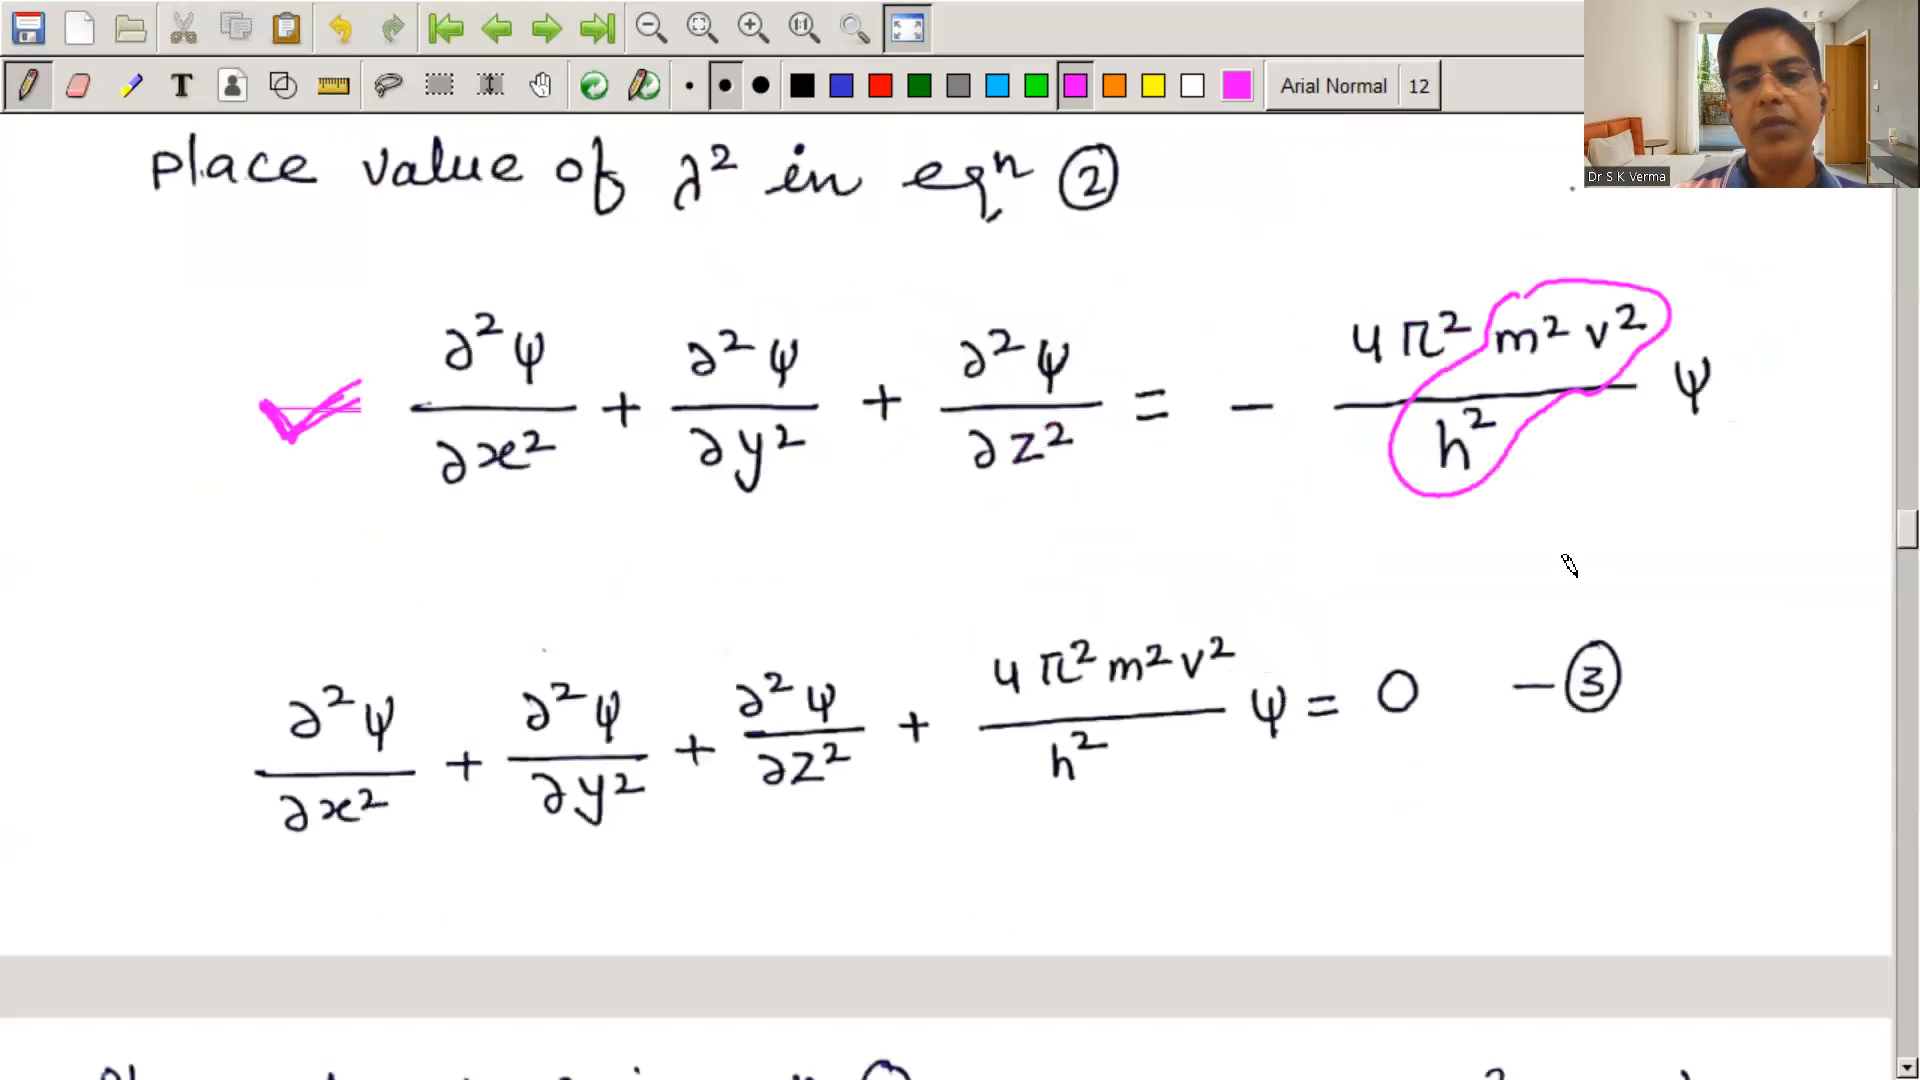 Arial Normal 12
Dr S K Verma
place value of λ² in eqⁿ ②
∂²ψ/∂x² + ∂²ψ/∂y² + ∂²ψ/∂z² = - 4π²m²v²/h² ψ
∂²ψ/∂x² + ∂²ψ/∂y² + ∂²ψ/∂z² + 4π²m²v²/h² ψ = 0 - ③